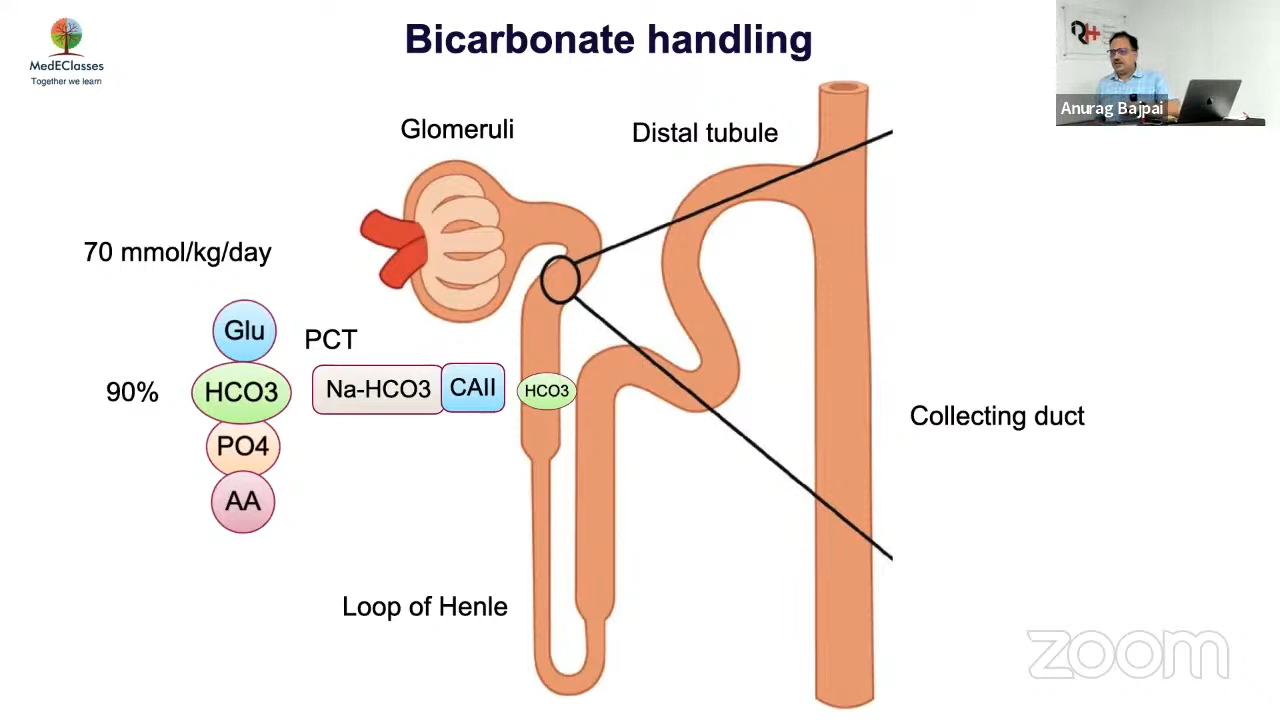 Bicarbonate handling
MedEClasses
Together we learn
Anurag Bajpai
Glomeruli
Distal tubule
70 mmol/kg/day
Glu
PCT
90%
HCO3
Na-HCO3
CAII
HCO3
PO4
AA
Collecting duct
Loop of Henle
zoom